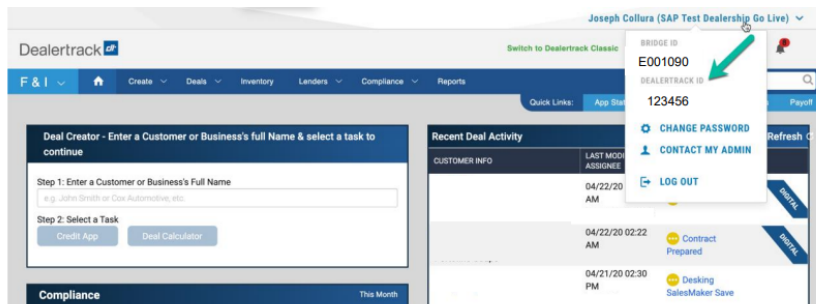 Joseph Collura (SAP Test Dealership Go Live)
Dealertrack dt
Switch to Dealertrack Classic
8
BRIDGE ID
E001090
DEALERTRACK ID
123456
CHANGE PASSWORD
CONTACT MY ADMIN
LOG OUT
F & I
Create
Deals
Inventory
Lenders
Compliance
Reports
Quick Links:
App Stat
Payoff
Deal Creator - Enter a Customer or Business's full Name & select a task to
continue
Step 1: Enter a Customer or Business's Full Name
e.g. John Smith or Cox Automotive, etc.
Step 2: Select a Task
Credit App
Deal Calculator
Compliance
This Month
Recent Deal Activity
Refresh
CUSTOMER INFO
LAST MODI
ASSIGNEE
04/22/20
AM
DIGITAL
04/22/20 02:22
AM
Contract
Prepared
DIGITAL
04/21/20 02:30
PM
Desking
SalesMaker Save